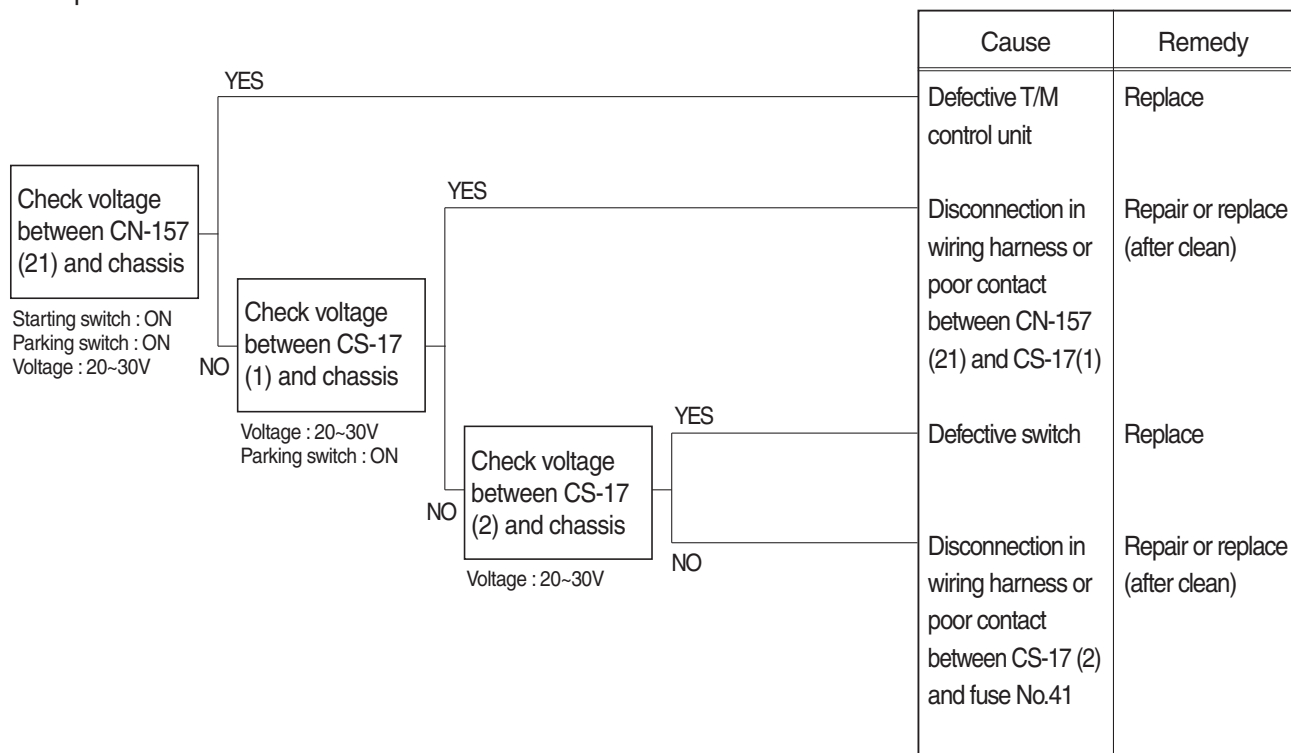 Cause
Remedy
YES
Defective T/M
control unit
Replace
Check voltage
between CN-157
(21) and chassis
Starting switch : ON
Parking switch : ON
Voltage : 20~30V
NO
YES
Disconnection in
wiring harness or
poor contact
between CN-157
(21) and CS-17(1)
Repair or replace
(after clean)
Check voltage
between CS-17
(1) and chassis
Voltage : 20~30V
Parking switch : ON
NO
YES
Defective switch
Replace
Check voltage
between CS-17
(2) and chassis
Voltage : 20~30V
NO
Disconnection in
wiring harness or
poor contact
between CS-17 (2)
and fuse No.41
Repair or replace
(after clean)